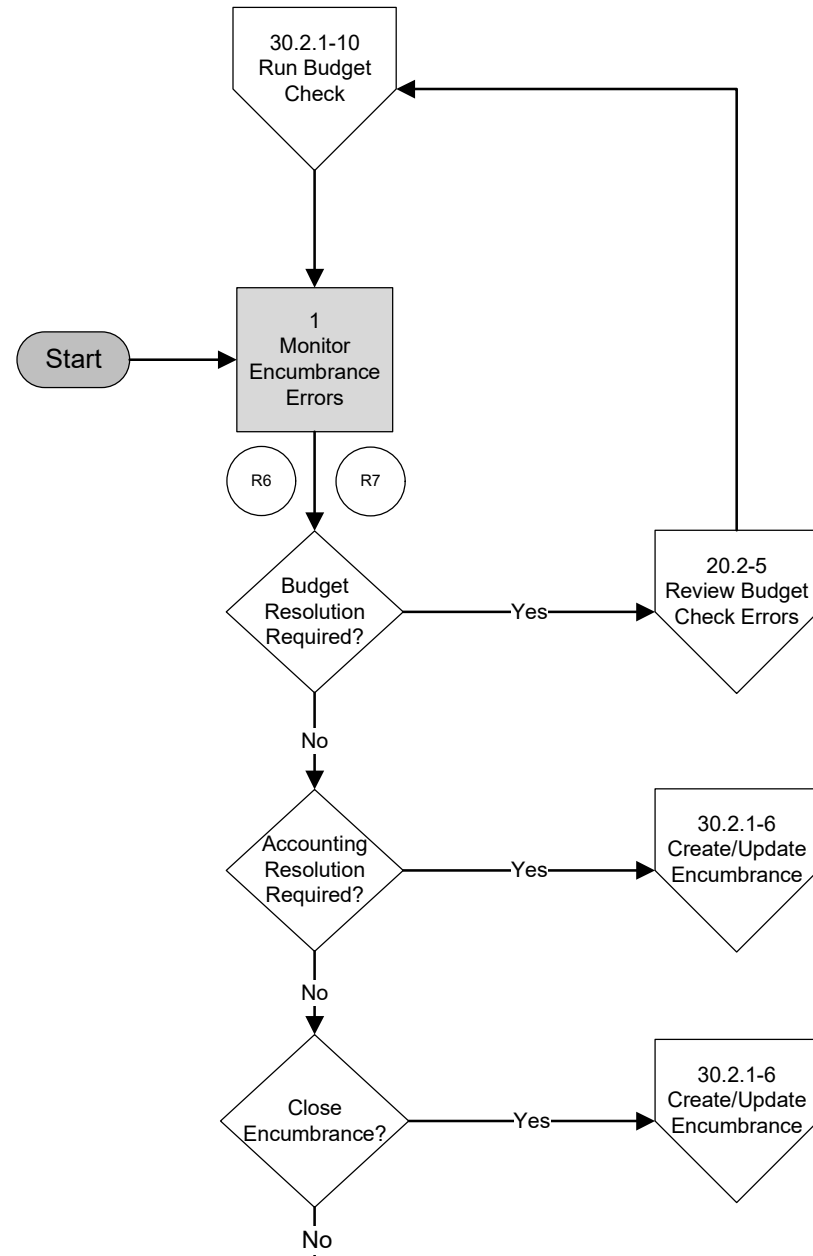 30.2.1-10
Run Budget
Check
Start
1
Monitor
Encumbrance
Errors
R6
R7
Budget
Resolution
Required?
Yes
20.2-5
Review Budget
Check Errors
No
Accounting
Resolution
Required?
Yes
30.2.1-6
Create/Update
Encumbrance
No
Close
Encumbrance?
Yes
30.2.1-6
Create/Update
Encumbrance
No